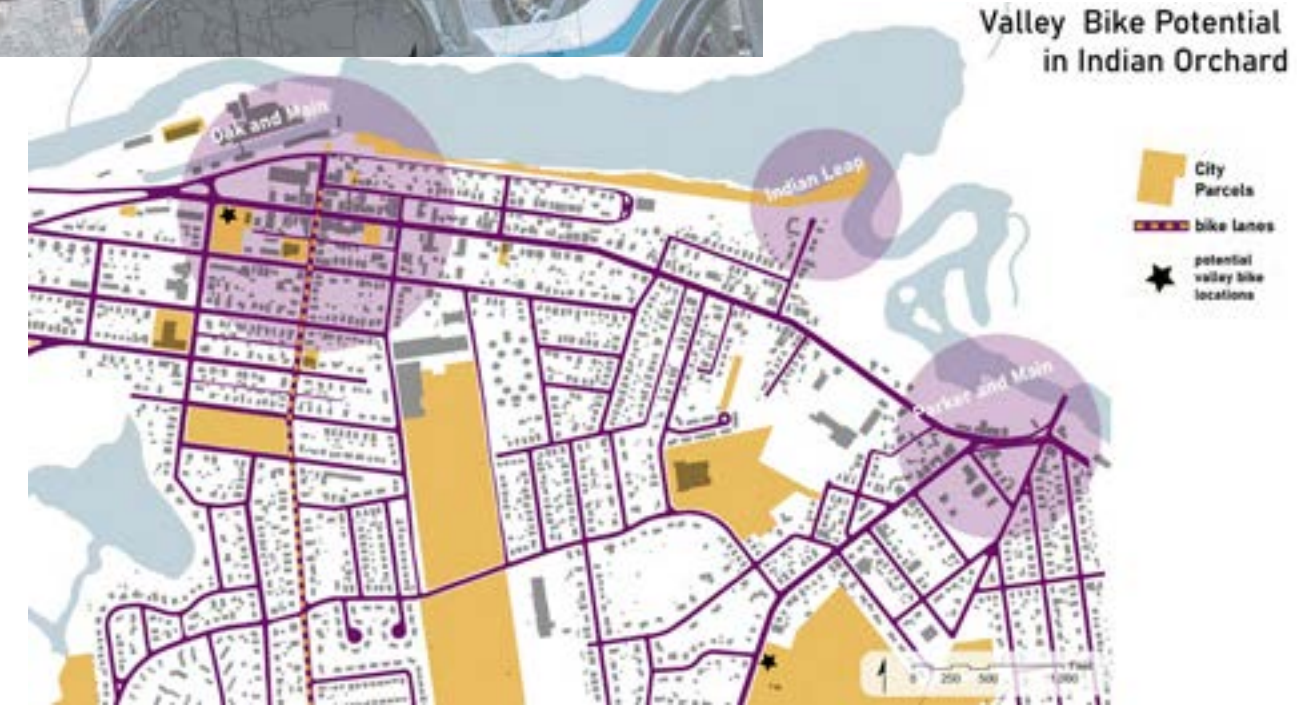 Valley Bike Potential
in Indian Orchard
Oak and Main
Indian Leap
Parker and Main
City
Parcels
bike lanes
potential
valley bike
locations
0 250 500 1,000
Feet